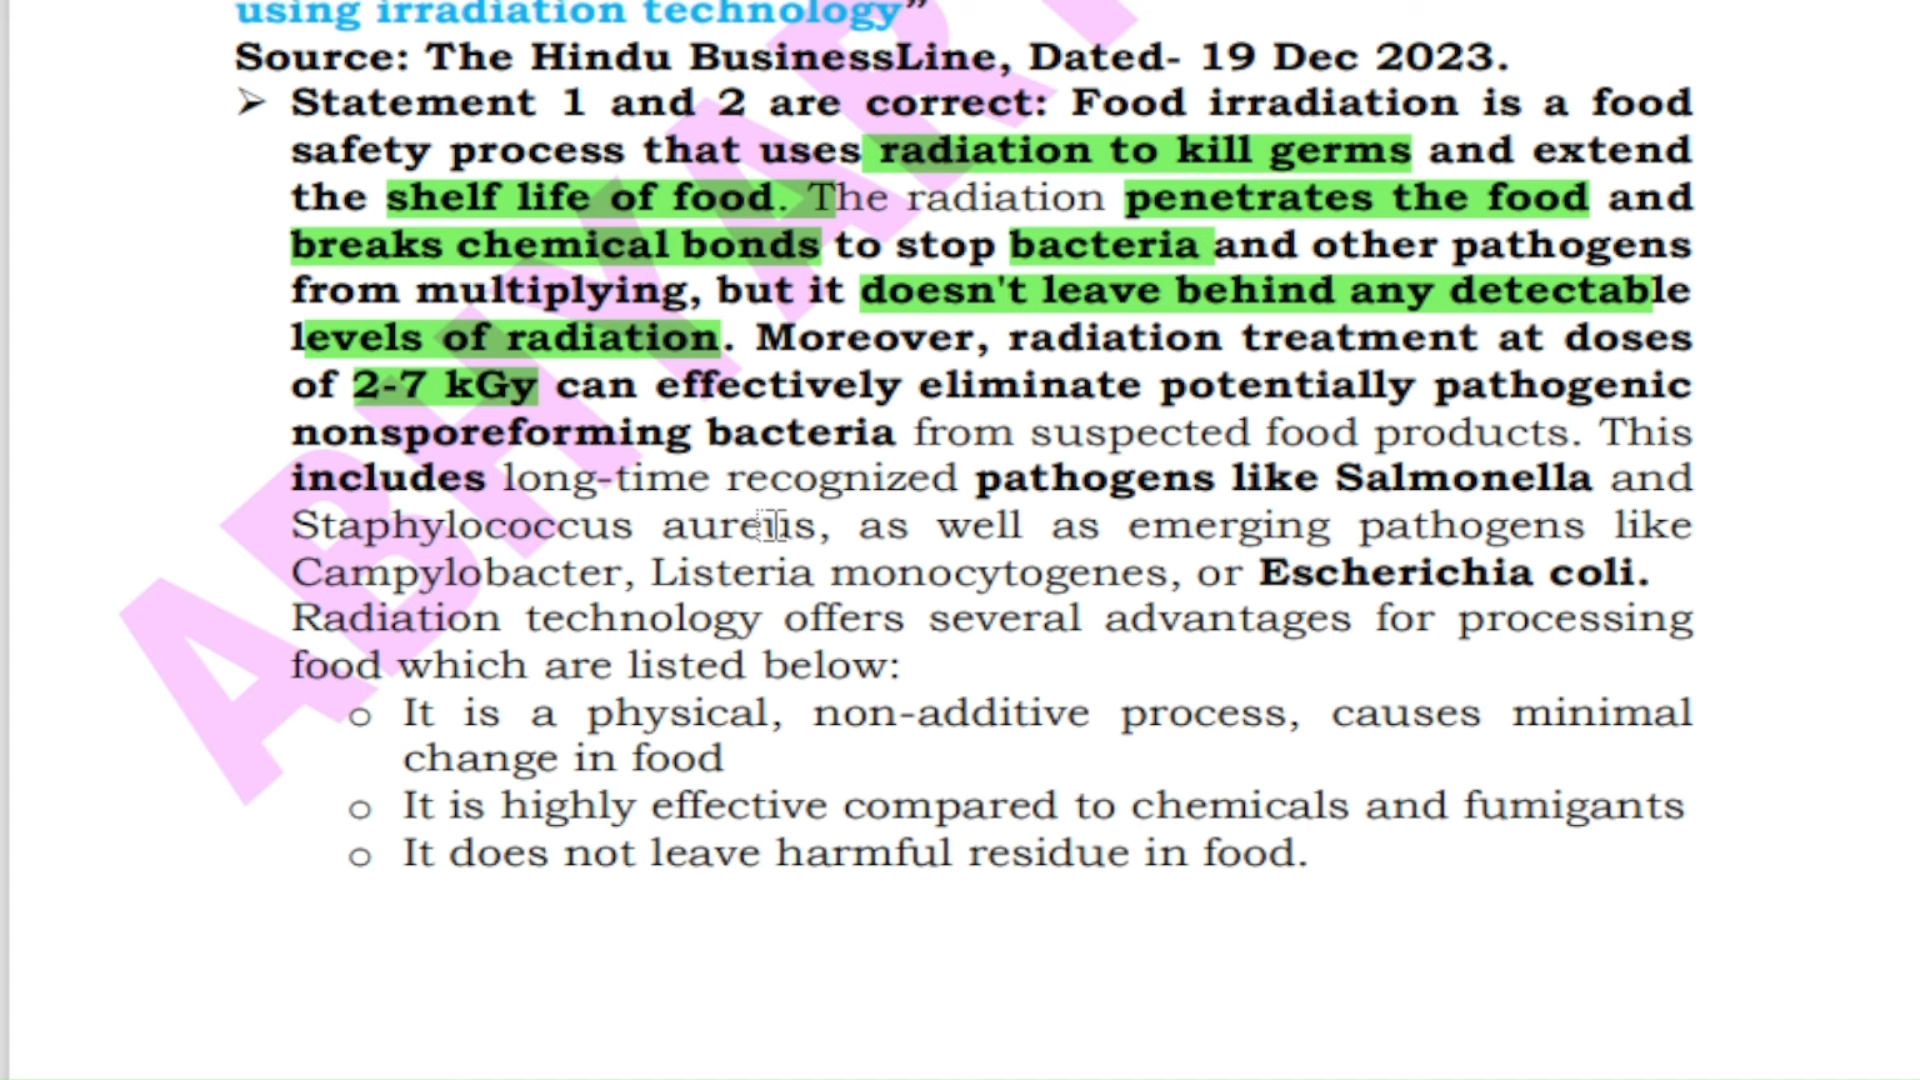 using irradiation technology”
Source: The Hindu BusinessLine, Dated- 19 Dec 2023.
➢ Statement 1 and 2 are correct: Food irradiation is a food
safety process that uses radiation to kill germs and extend
the shelf life of food. The radiation penetrates the food and
breaks chemical bonds to stop bacteria and other pathogens
from multiplying, but it doesn't leave behind any detectable
levels of radiation. Moreover, radiation treatment at doses
of 2-7 kGy can effectively eliminate potentially pathogenic
nonsporeforming bacteria from suspected food products. This
includes long-time recognized pathogens like Salmonella and
Staphylococcus aureus, as well as emerging pathogens like
Campylobacter, Listeria monocytogenes, or Escherichia coli.
Radiation technology offers several advantages for processing
food which are listed below:
o It is a physical, non-additive process, causes minimal
change in food
o It is highly effective compared to chemicals and fumigants
o It does not leave harmful residue in food.
ABHYAR